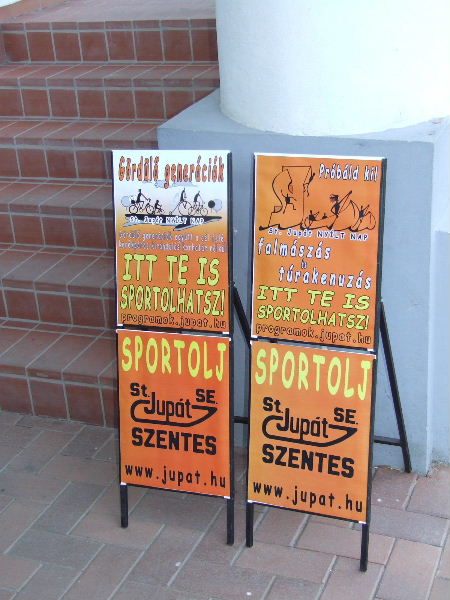 Gördülő generációk
St. Jupát NYÍLT NAP
ITT TE IS
SPORTOLHATSZ!
programok.jupat.hu
SPORTOLJ
St. Jupát SE.
SZENTES
www.jupat.hu
Próbáld ki!
St. Jupát NYÍLT NAP
falmászás
túrakenuzás
ITT TE IS
SPORTOLHATSZ!
programok.jupat.hu
SPORTOLJ
St. Jupát SE.
SZENTES
www.jupat.hu